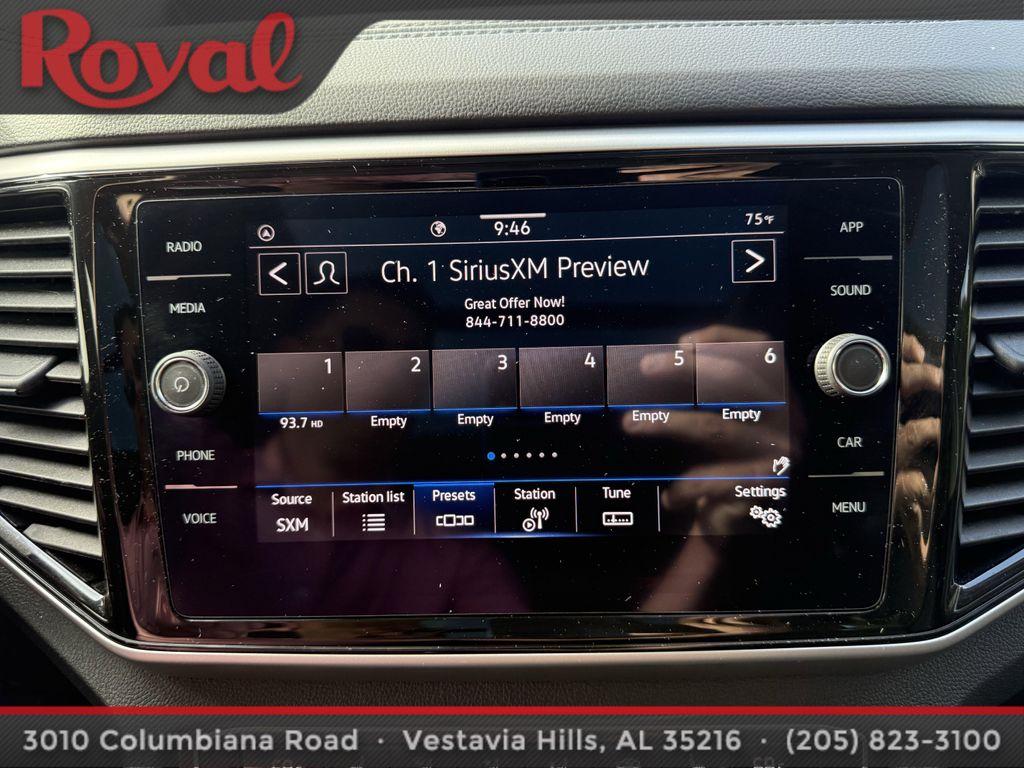 Royal
9:46
75°F
Ch. 1 SiriusXM Preview
Great Offer Now!
844-711-8800
RADIO
MEDIA
PHONE
VOICE
APP
SOUND
CAR
MENU
1 2 3 4 5 6
93.7 HD Empty Empty Empty Empty Empty
Source Station list Presets Station Tune Settings
SXM
3010 Columbiana Road · Vestavia Hills, AL 35216 · (205) 823-3100